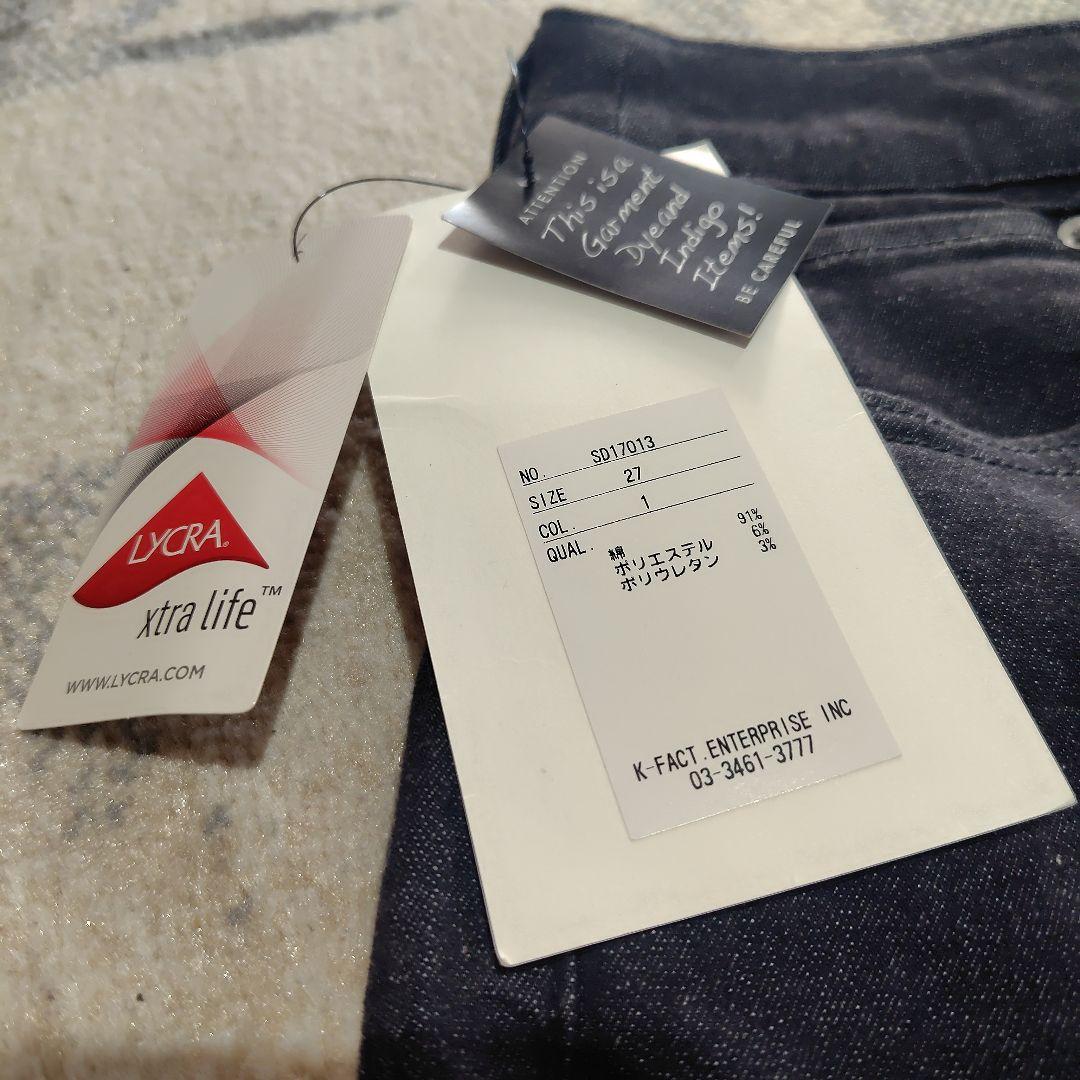 LYCRA®
xtra life™
WWW.LYCRA.COM
ATTENTION
This is a
Garment
Dyeand
Indigo
Items!
BE CAREFUL
NO. SD17013
SIZE 27
COL. 1
QUAL. 綿 91%
ポリエステル 6%
ポリウレタン 3%
K-FACT.ENTERPRISE INC
03-3461-3777